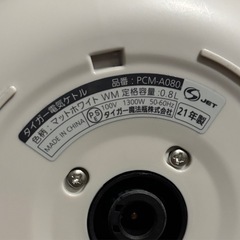 タイガー電気ケトル 品番：PCM-A080
色柄：マットホワイト WM 定格容量：0.8L
100V 1300W 50-60Hz
MADE IN CHINA タイガー魔法瓶株式会社
PSE
JET
21年製